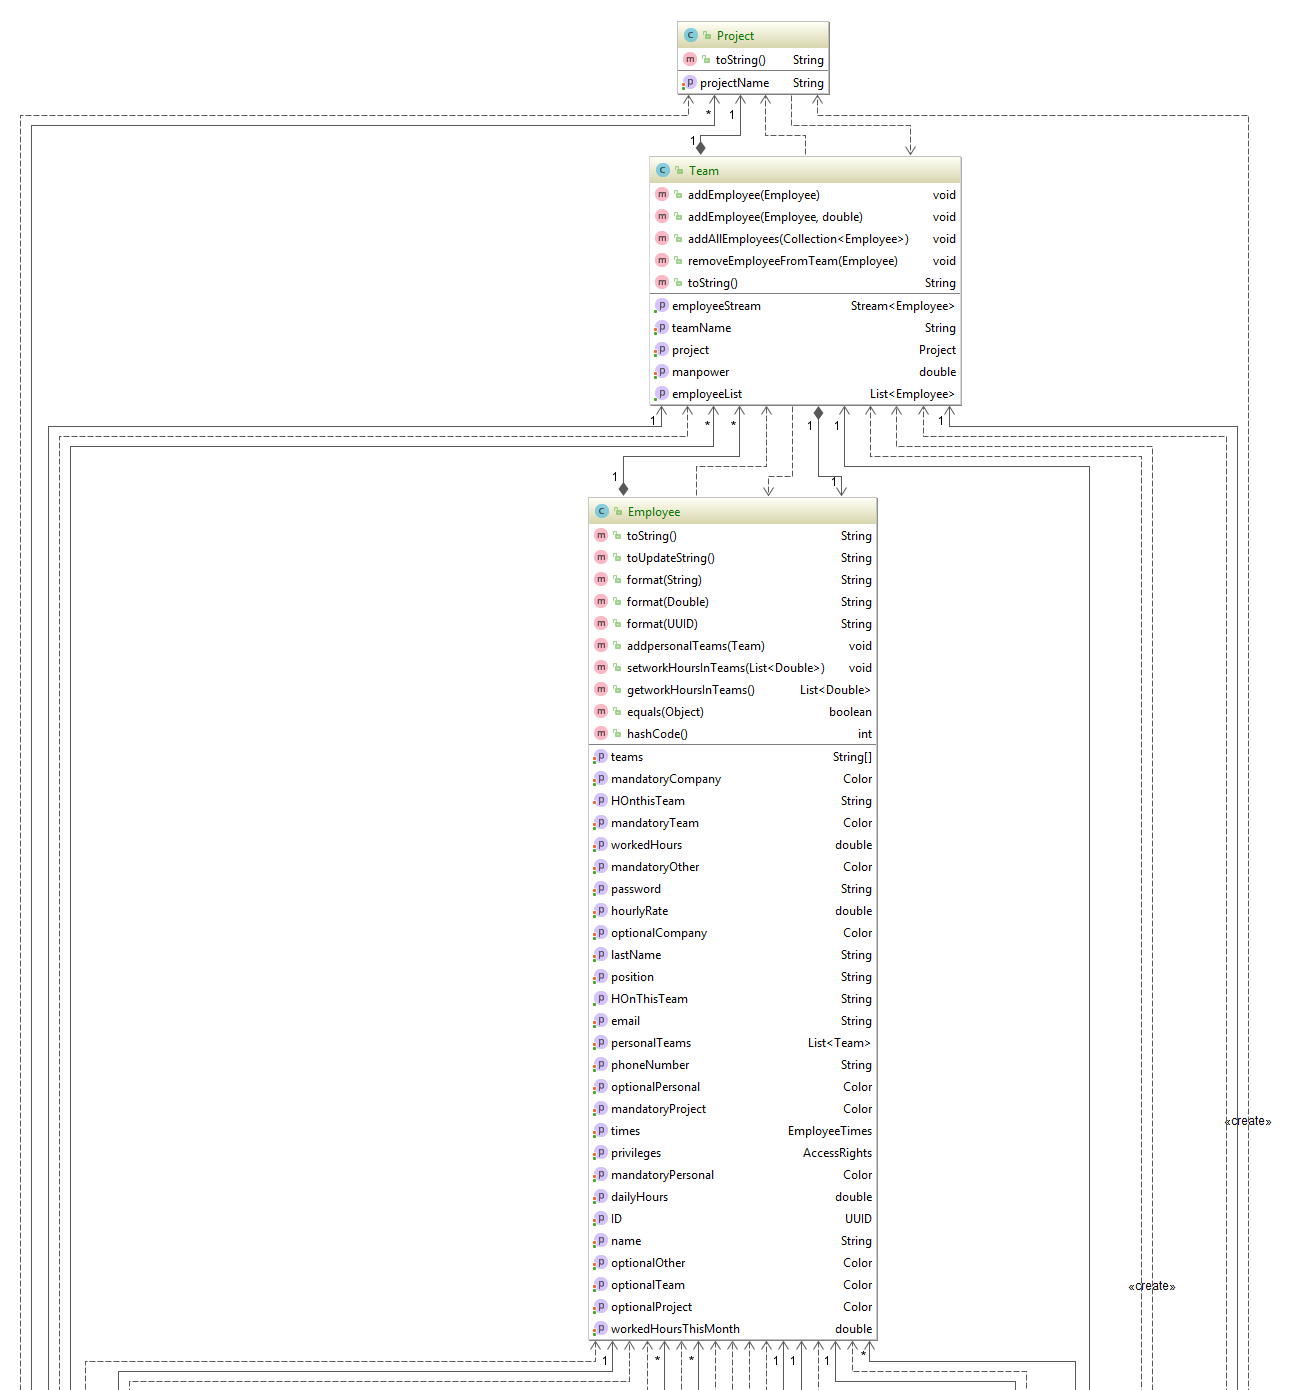 Project
toString() String
projectName String
* 1
1
Team
addEmployee(Employee) void
addEmployee(Employee, double) void
addAllEmployees(Collection<Employee>) void
removeEmployeeFromTeam(Employee) void
toString() String
employeeStream Stream<Employee>
teamName String
project Project
manpower double
employeeList List<Employee>
1 * * 1 1 1
1 1
Employee
toString() String
toUpdateString() String
format(String) String
format(Double) String
format(UUID) String
addpersonalTeams(Team) void
setworkHoursInTeams(List<Double>) void
getworkHoursInTeams() List<Double>
equals(Object) boolean
hashCode() int
teams String[]
mandatoryCompany Color
HOnthisTeam String
mandatoryTeam Color
workedHours double
mandatoryOther Color
password String
hourlyRate double
optionalCompany Color
lastName String
position String
HOnThisTeam String
email String
personalTeams List<Team>
phoneNumber String
optionalPersonal Color
mandatoryProject Color
«create»
times EmployeeTimes
privileges AccessRights
mandatoryPersonal Color
dailyHours double
ID UUID
name String
optionalOther Color
optionalTeam Color
«create»
optionalProject Color
workedHoursThisMonth double
1 * * 1 1 1 *